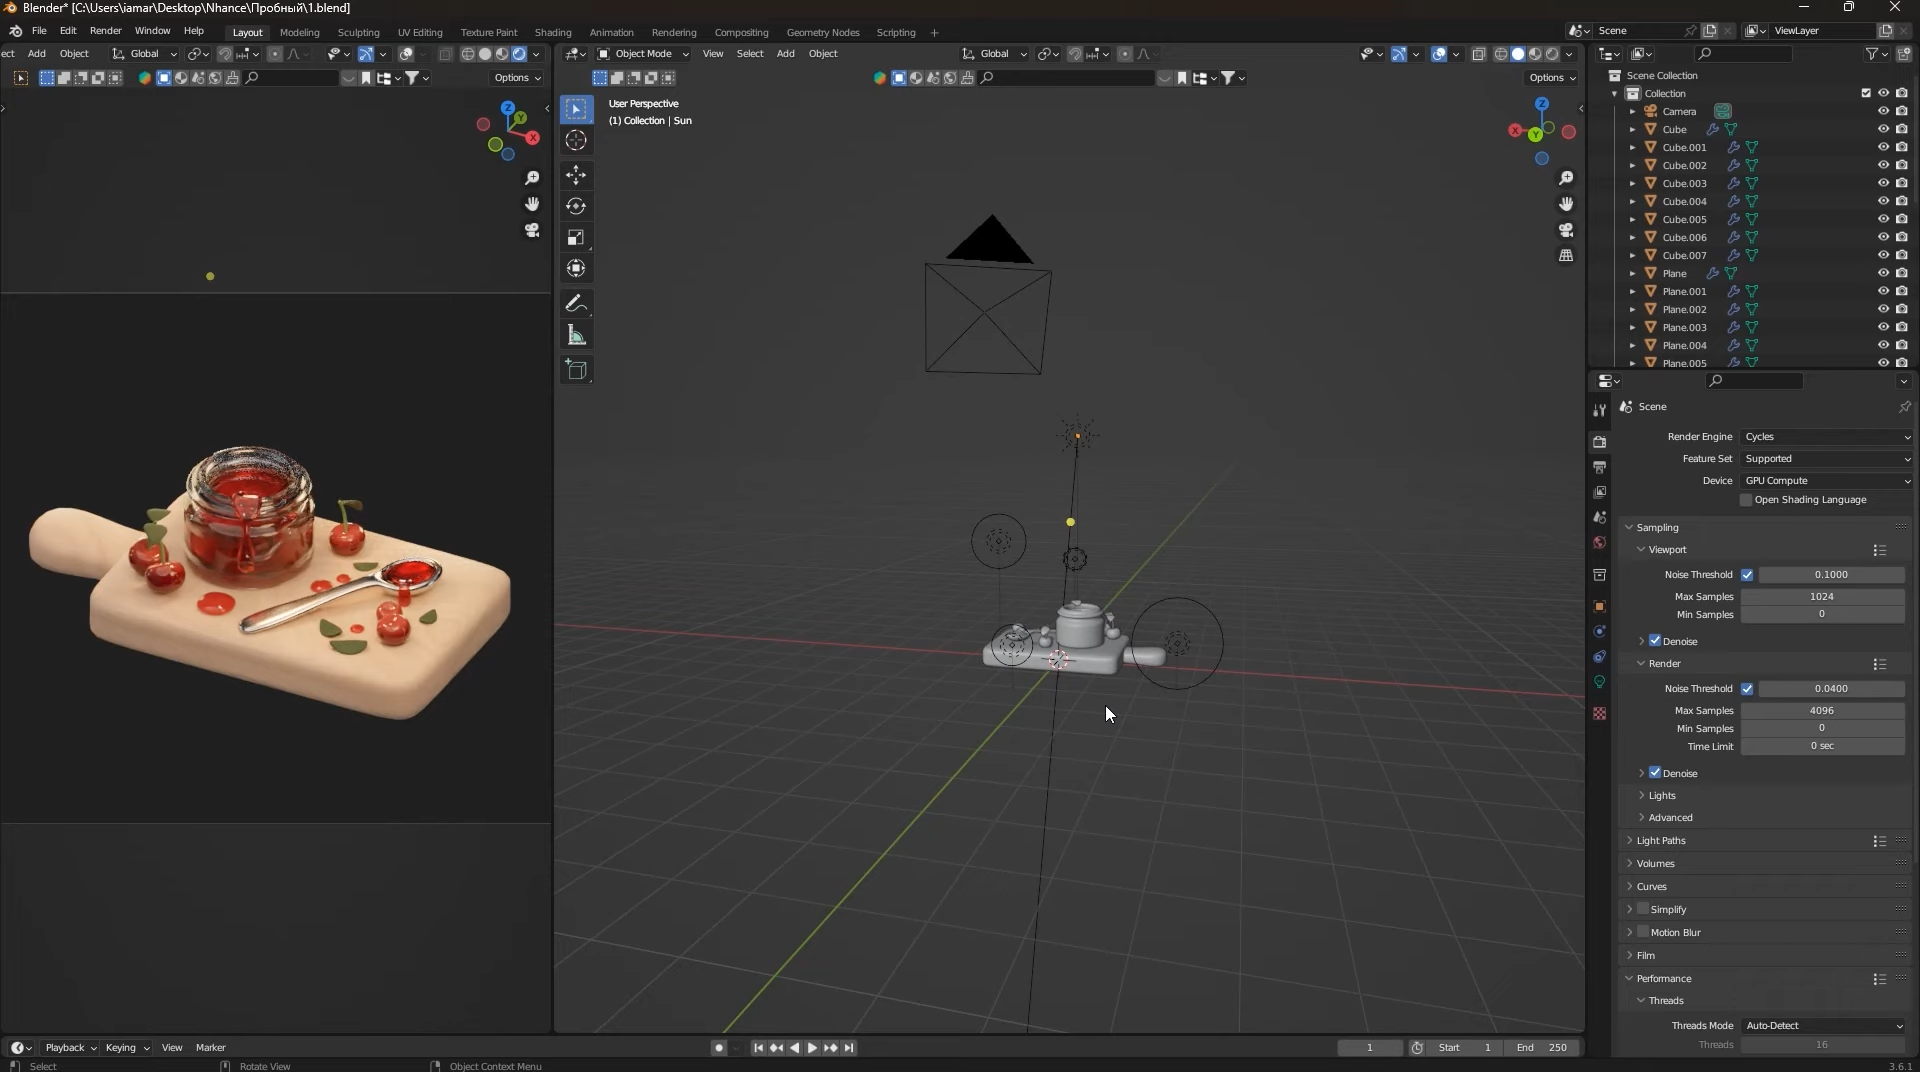 Blender* [C:\Users\iamar\Desktop\Nhance\Пробный\1.blend]
File Edit Render Window Help Layout Modeling Sculpting UV Editing Texture Paint Shading Animation Rendering Compositing Geometry Nodes Scripting + Scene ViewLayer
ect Add Object Global Object Mode View Select Add Object Global
Options Options
User Perspective
(1) Collection | Sun
Z
Y
X
Z
X
Y
Scene Collection
Collection
Camera
Cube
Cube.001
Cube.002
Cube.003
Cube.004
Cube.005
Cube.006
Cube.007
Plane
Plane.001
Plane.002
Plane.003
Plane.004
Plane.005
Scene
Render Engine Cycles
Feature Set Supported
Device GPU Compute
Open Shading Language
Sampling
Viewport
Noise Threshold 0.1000
Max Samples 1024
Min Samples 0
Denoise
Render
Noise Threshold 0.0400
Max Samples 4096
Min Samples 0
Time Limit 0 sec
Denoise
Lights
Advanced
Light Paths
Volumes
Curves
Simplify
Motion Blur
Film
Performance
Threads
Threads Mode Auto-Detect
Threads 16
Playback Keying View Marker 1 Start 1 End 250
Select Rotate View Object Context Menu 3.6.1